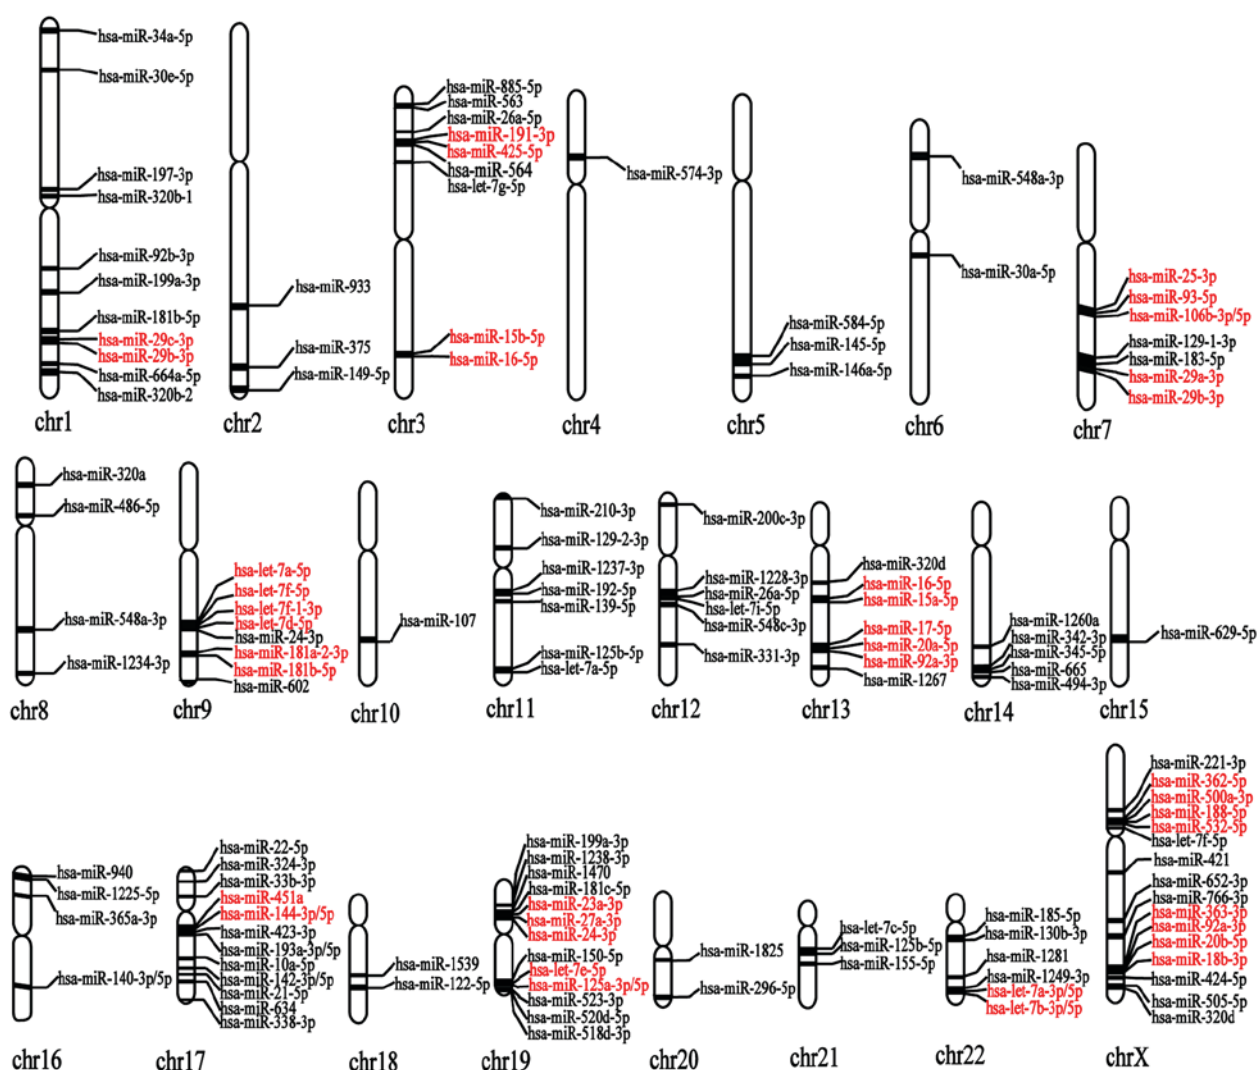 hsa-miR-34a-5p
hsa-miR-30e-5p
hsa-miR-197-3p
hsa-miR-320b-1
hsa-miR-92b-3p
hsa-miR-199a-3p
hsa-miR-181b-5p
hsa-miR-29c-3p
hsa-miR-29b-3p
hsa-miR-664a-5p
hsa-miR-320b-2
chr1
hsa-miR-933
hsa-miR-375
hsa-miR-149-5p
chr2
hsa-miR-885-5p
hsa-miR-563
hsa-miR-26a-5p
hsa-miR-191-3p
hsa-miR-425-5p
hsa-miR-564
hsa-let-7g-5p
hsa-miR-15b-5p
hsa-miR-16-5p
chr3
hsa-miR-574-3p
chr4
hsa-miR-584-5p
hsa-miR-145-5p
hsa-miR-146a-5p
chr5
hsa-miR-548a-3p
hsa-miR-30a-5p
chr6
hsa-miR-25-3p
hsa-miR-93-5p
hsa-miR-106b-3p/5p
hsa-miR-129-1-3p
hsa-miR-183-5p
hsa-miR-29a-3p
hsa-miR-29b-3p
chr7
hsa-miR-320a
hsa-miR-486-5p
hsa-miR-548a-3p
hsa-miR-1234-3p
chr8
hsa-let-7a-5p
hsa-let-7f-5p
hsa-let-7f-1-3p
hsa-let-7d-5p
hsa-miR-24-3p
hsa-miR-181a-2-3p
hsa-miR-181b-5p
hsa-miR-602
chr9
hsa-miR-107
chr10
hsa-miR-210-3p
hsa-miR-129-2-3p
hsa-miR-1237-3p
hsa-miR-192-5p
hsa-miR-139-5p
hsa-miR-125b-5p
hsa-let-7a-5p
chr11
hsa-miR-200c-3p
hsa-miR-1228-3p
hsa-miR-26a-5p
hsa-let-7i-5p
hsa-miR-548c-3p
hsa-miR-331-3p
chr12
hsa-miR-320d
hsa-miR-16-5p
hsa-miR-15a-5p
hsa-miR-17-5p
hsa-miR-20a-5p
hsa-miR-92a-3p
hsa-miR-1267
chr13
hsa-miR-1260a
hsa-miR-342-3p
hsa-miR-345-5p
hsa-miR-665
hsa-miR-494-3p
chr14
hsa-miR-629-5p
chr15
hsa-miR-940
hsa-miR-1225-5p
hsa-miR-365a-3p
hsa-miR-140-3p/5p
chr16
hsa-miR-22-5p
hsa-miR-324-3p
hsa-miR-33b-3p
hsa-miR-451a
hsa-miR-144-3p/5p
hsa-miR-423-3p
hsa-miR-193a-3p/5p
hsa-miR-10a-5p
hsa-miR-142-3p/5p
hsa-miR-21-5p
hsa-miR-634
hsa-miR-338-3p
chr17
hsa-miR-1539
hsa-miR-122-5p
chr18
hsa-miR-199a-3p
hsa-miR-1238-3p
hsa-miR-1470
hsa-miR-181c-5p
hsa-miR-23a-3p
hsa-miR-27a-3p
hsa-miR-24-3p
hsa-miR-150-5p
hsa-let-7e-5p
hsa-miR-125a-3p/5p
hsa-miR-523-3p
hsa-miR-520d-5p
hsa-miR-518d-3p
chr19
hsa-miR-1825
hsa-miR-296-5p
chr20
hsa-let-7c-5p
hsa-miR-125b-5p
hsa-miR-155-5p
chr21
hsa-miR-185-5p
hsa-miR-130b-3p
hsa-miR-1281
hsa-miR-1249-3p
hsa-let-7a-3p/5p
hsa-let-7b-3p/5p
chr22
hsa-miR-221-3p
hsa-miR-362-5p
hsa-miR-500a-3p
hsa-miR-188-5p
hsa-miR-532-5p
hsa-let-7f-5p
hsa-miR-421
hsa-miR-652-3p
hsa-miR-766-3p
hsa-miR-363-3p
hsa-miR-92a-3p
hsa-miR-20b-5p
hsa-miR-18b-3p
hsa-miR-424-5p
hsa-miR-505-5p
hsa-miR-320d
chrX